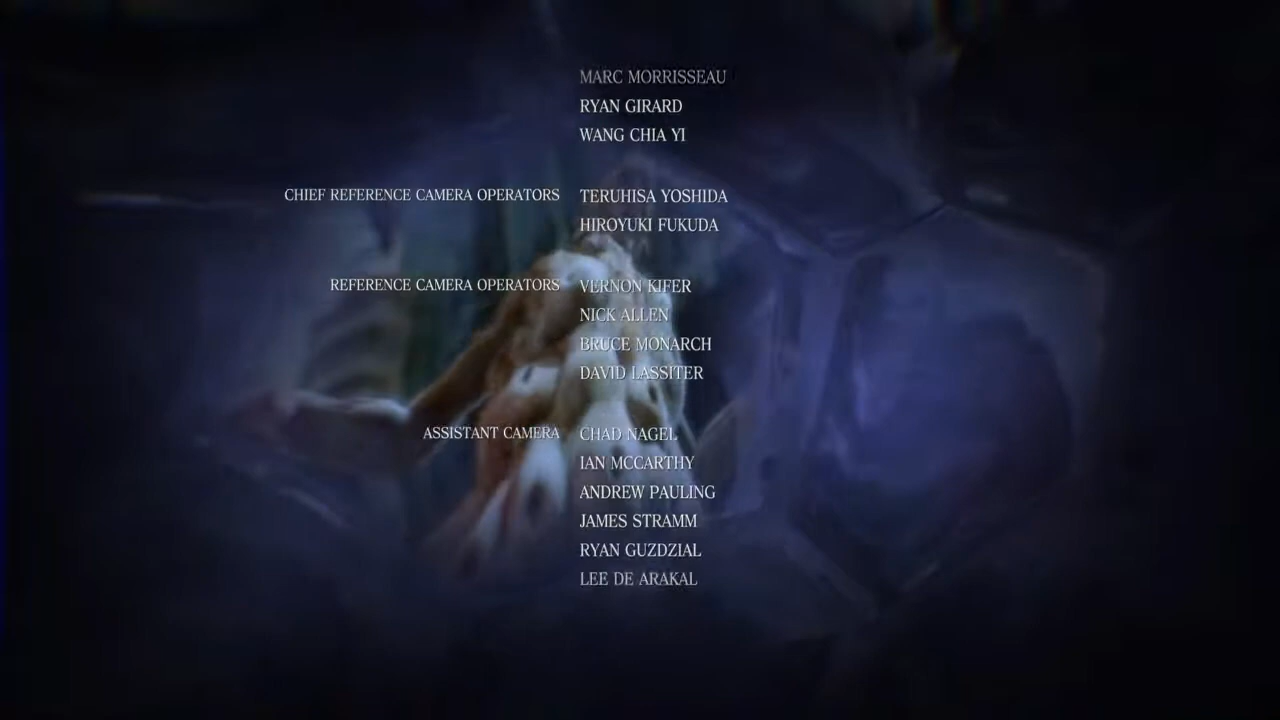 MARC MORRISSEAU
RYAN GIRARD
WANG CHIA YI
CHIEF REFERENCE CAMERA OPERATORS TERUHISA YOSHIDA
HIROYUKI FUKUDA
REFERENCE CAMERA OPERATORS VERNON KIFER
NICK ALLEN
BRUCE MONARCH
DAVID LASSITER
ASSISTANT CAMERA CHAD NAGEL
IAN MCCARTHY
ANDREW PAULING
JAMES STRAMM
RYAN GUZDZIAL
LEE DE ARAKAL